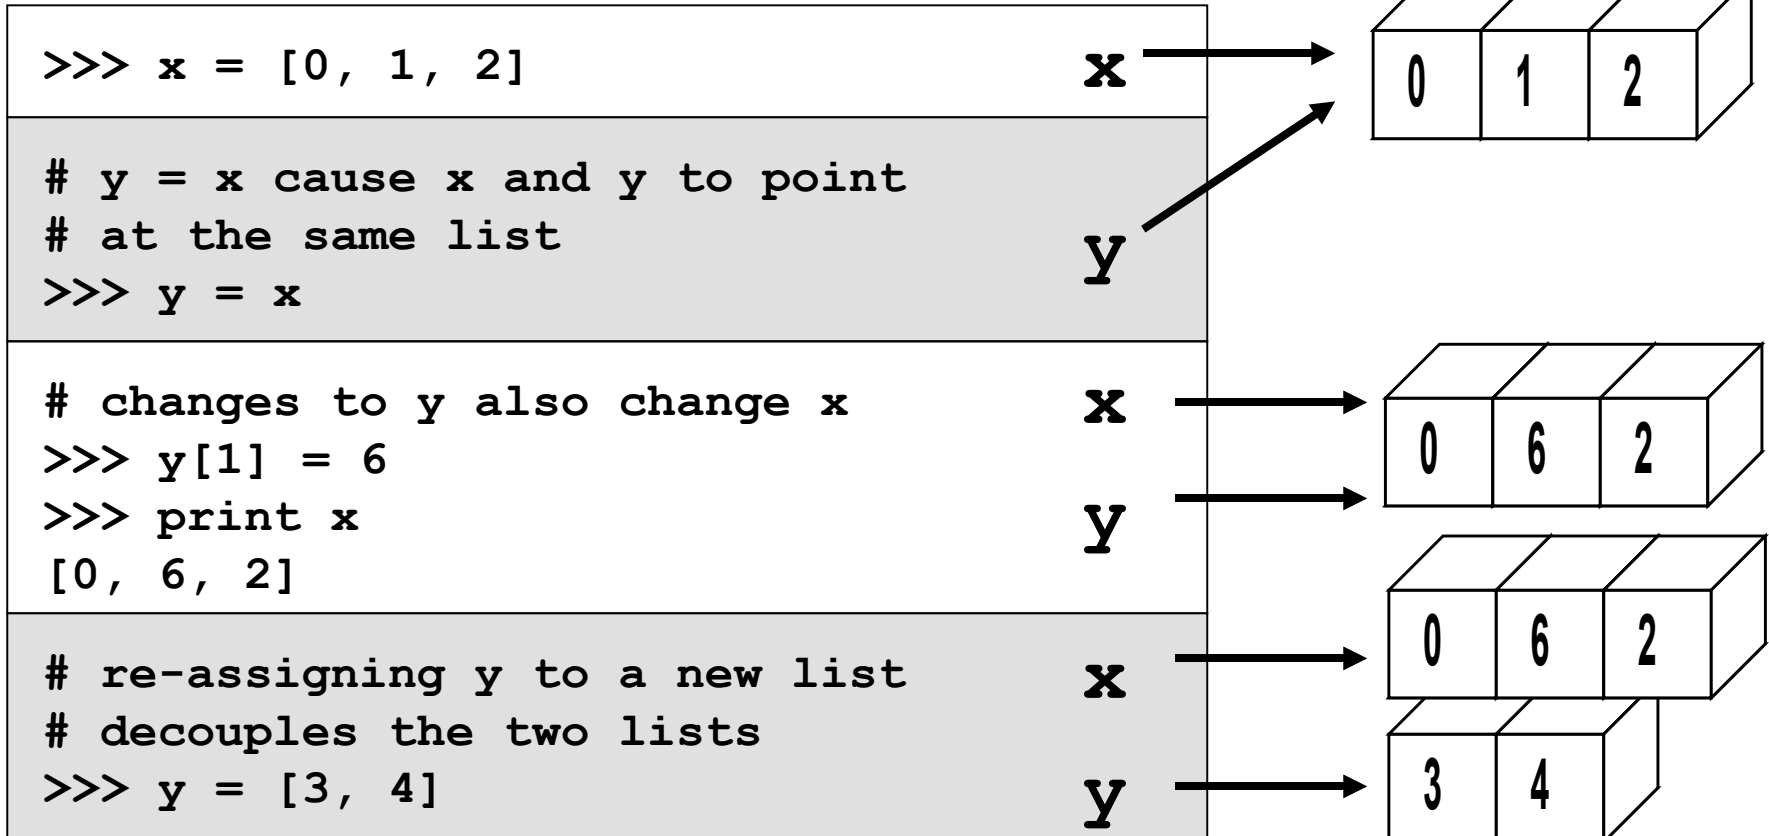 >>> x = [0, 1, 2]
x
0 1 2
# y = x cause x and y to point
# at the same list
>>> y = x
y
# changes to y also change x
>>> y[1] = 6
>>> print x
[0, 6, 2]
x
y
0 6 2
# re-assigning y to a new list
# decouples the two lists
>>> y = [3, 4]
x
0 6 2
y
3 4